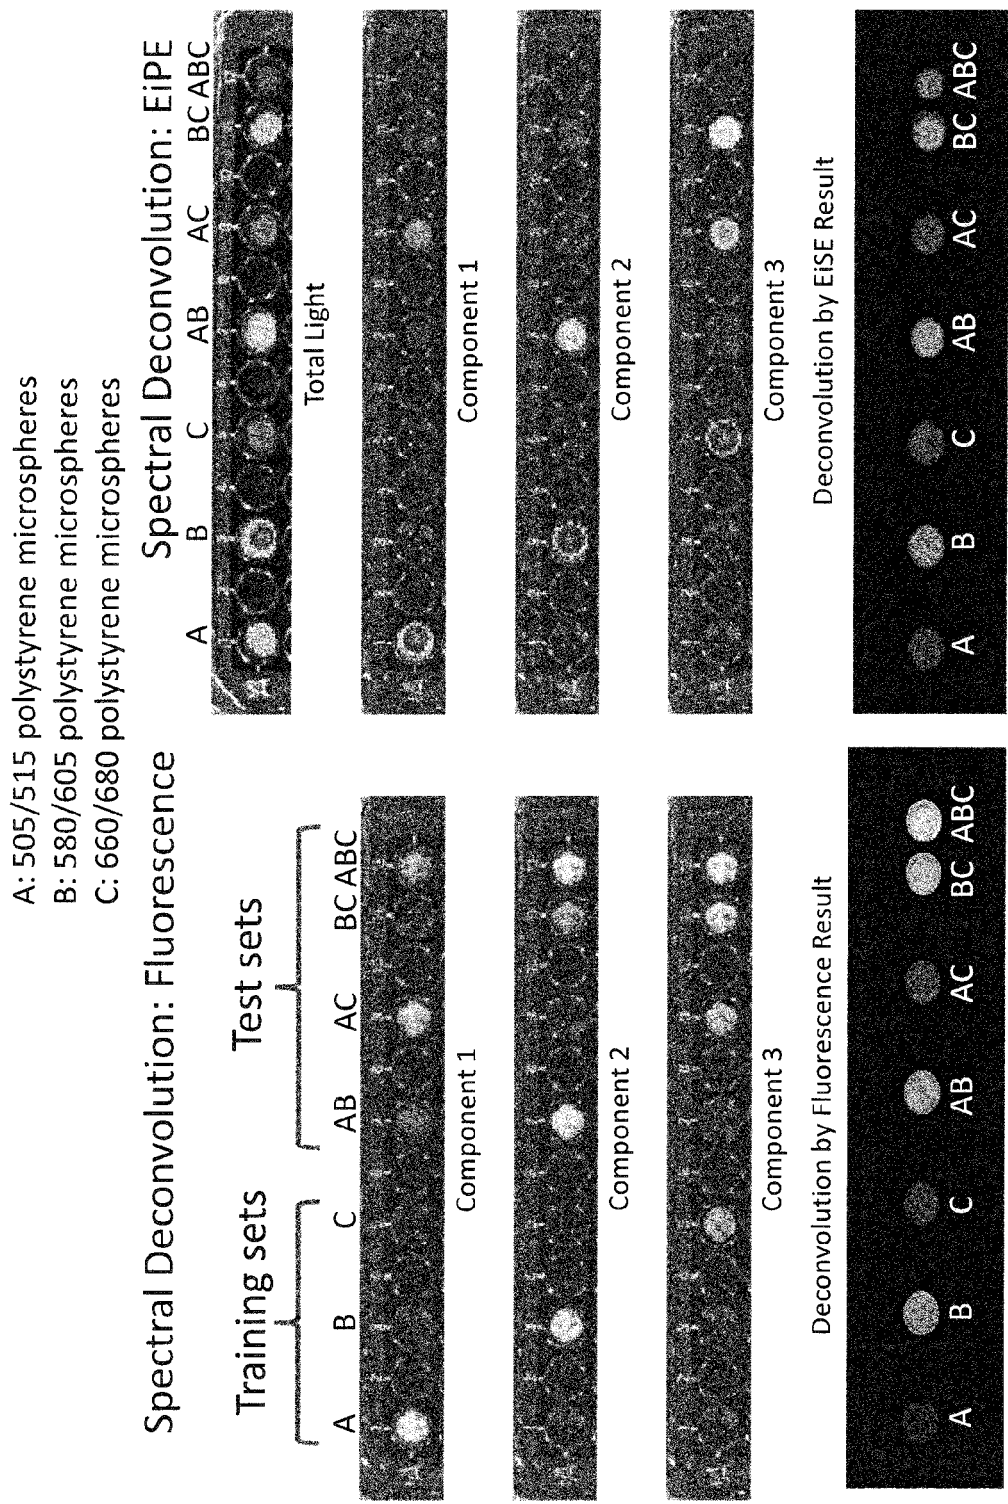 A: 505/515 polystyrene microspheres
B: 580/605 polystyrene microspheres
C: 660/680 polystyrene microspheres
Spectral Deconvolution: Fluorescence
Training sets
Test sets
A B C AB AC BC ABC
Component 1
Component 2
Component 3
Deconvolution by Fluorescence Result
A B C AB AC BC ABC
Spectral Deconvolution: EiPE
A B C AB AC BC ABC
Total Light
Component 1
Component 2
Component 3
Deconvolution by EiSE Result
A B C AB AC BC ABC